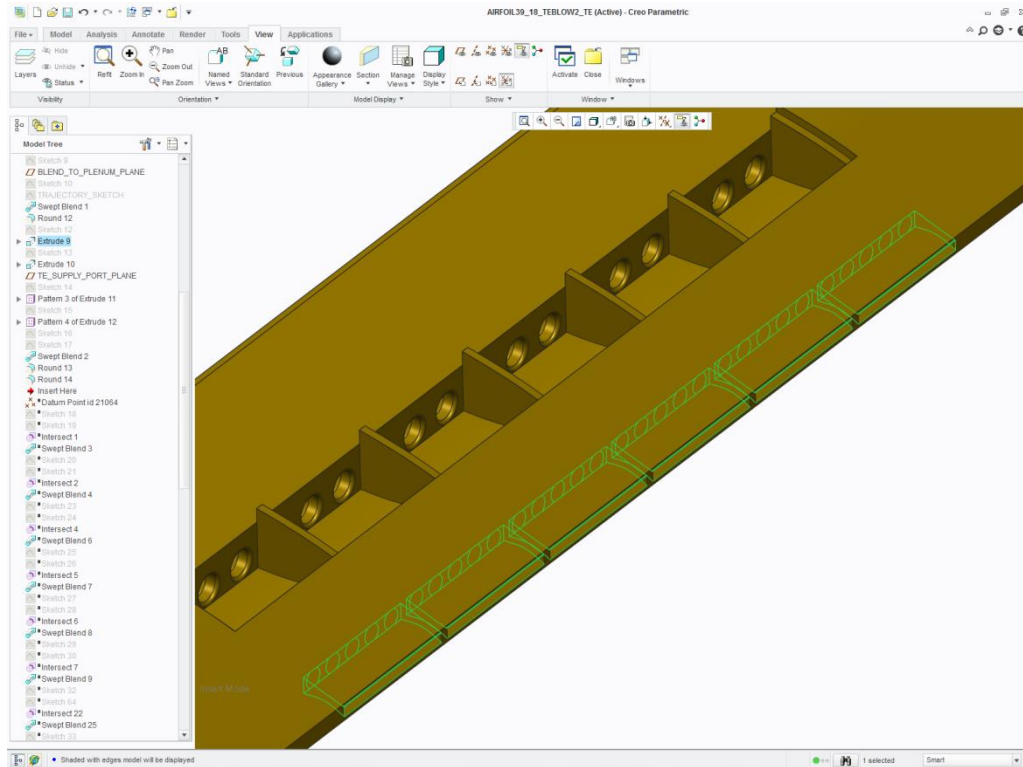 AIRFOIL39_18_TEBLOW2_TE (Active) - Creo Parametric
File Model Analysis Annotate Render Tools View Applications
Layers
Hide
Unhide
Status
Visibility
Refit
Zoom In
Pan
Zoom Out
Pan Zoom
Named Views
Standard Orientation
Previous
Orientation
Appearance Gallery
Section
Manage Views
Display Style
Model Display
Show
Activate
Close
Windows
Window
Model Tree
Sketch 9
BLEND_TO_PLENUM_PLANE
Sketch 10
TRAJECTORY_SKETCH
Swept Blend 1
Round 12
Sketch 12
Extrude 9
Sketch 13
Extrude 10
TE_SUPPLY_PORT_PLANE
Sketch 14
Pattern 3 of Extrude 11
Sketch 15
Pattern 4 of Extrude 12
Sketch 16
Sketch 17
Swept Blend 2
Round 13
Round 14
Insert Here
Datum Point id 21064
Sketch 18
Sketch 19
Intersect 1
Swept Blend 3
Sketch 20
Sketch 21
Intersect 2
Swept Blend 4
Sketch 23
Sketch 24
Intersect 4
Swept Blend 6
Sketch 25
Sketch 26
Intersect 5
Swept Blend 7
Sketch 27
Sketch 28
Intersect 6
Swept Blend 8
Sketch 29
Sketch 30
Intersect 7
Swept Blend 9
Sketch 32
Sketch 64
Intersect 22
Swept Blend 25
Sketch 33
Insert Mode
Shaded with edges model will be displayed
1 selected
Smart